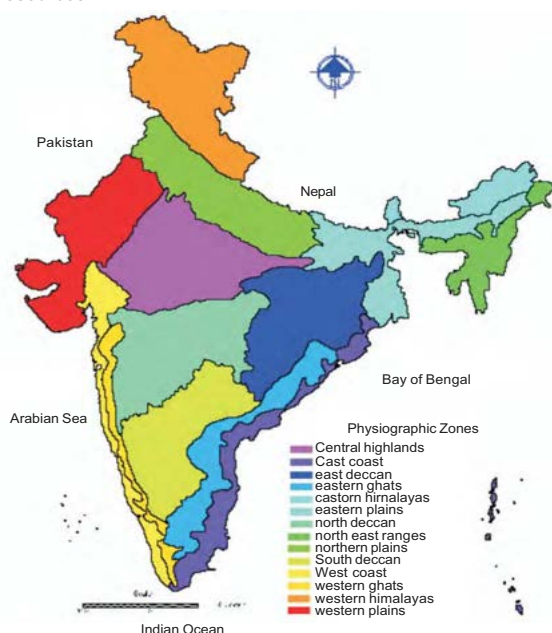 Pakistan
Nepal
Bay of Bengal
Arabian Sea
Physiographic Zones
Central highlands
Cast coast
east deccan
eastern ghats
castorn hirnalayas
eastern plains
north deccan
north east ranges
northern plains
South deccan
West coast
western ghats
western himalayas
western plains
Indian Ocean